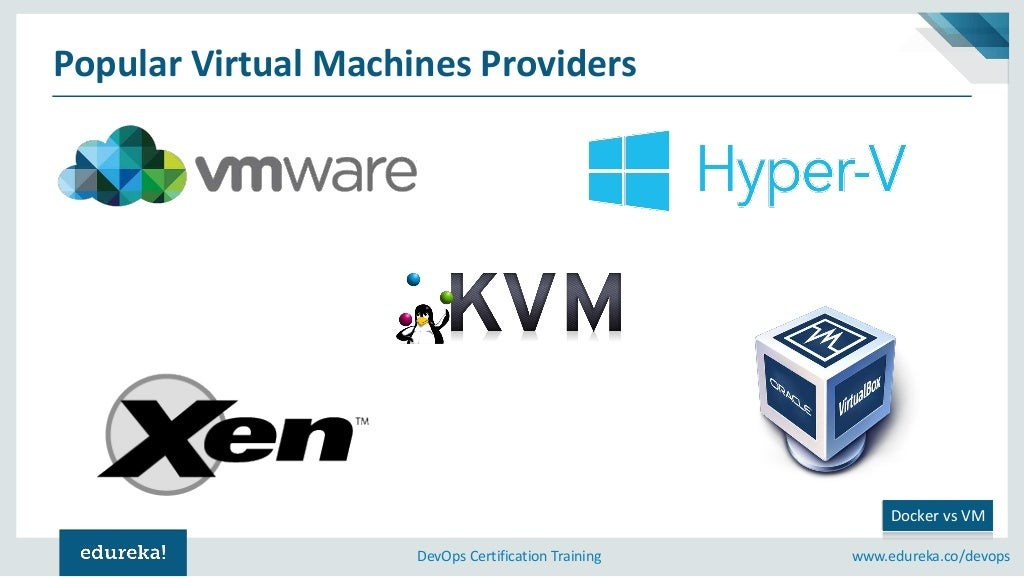 Popular Virtual Machines Providers
vmware
Hyper-V
KVM
ORACLE
VirtualBox
Xen™
Docker vs VM
edureka!
DevOps Certification Training
www.edureka.co/devops